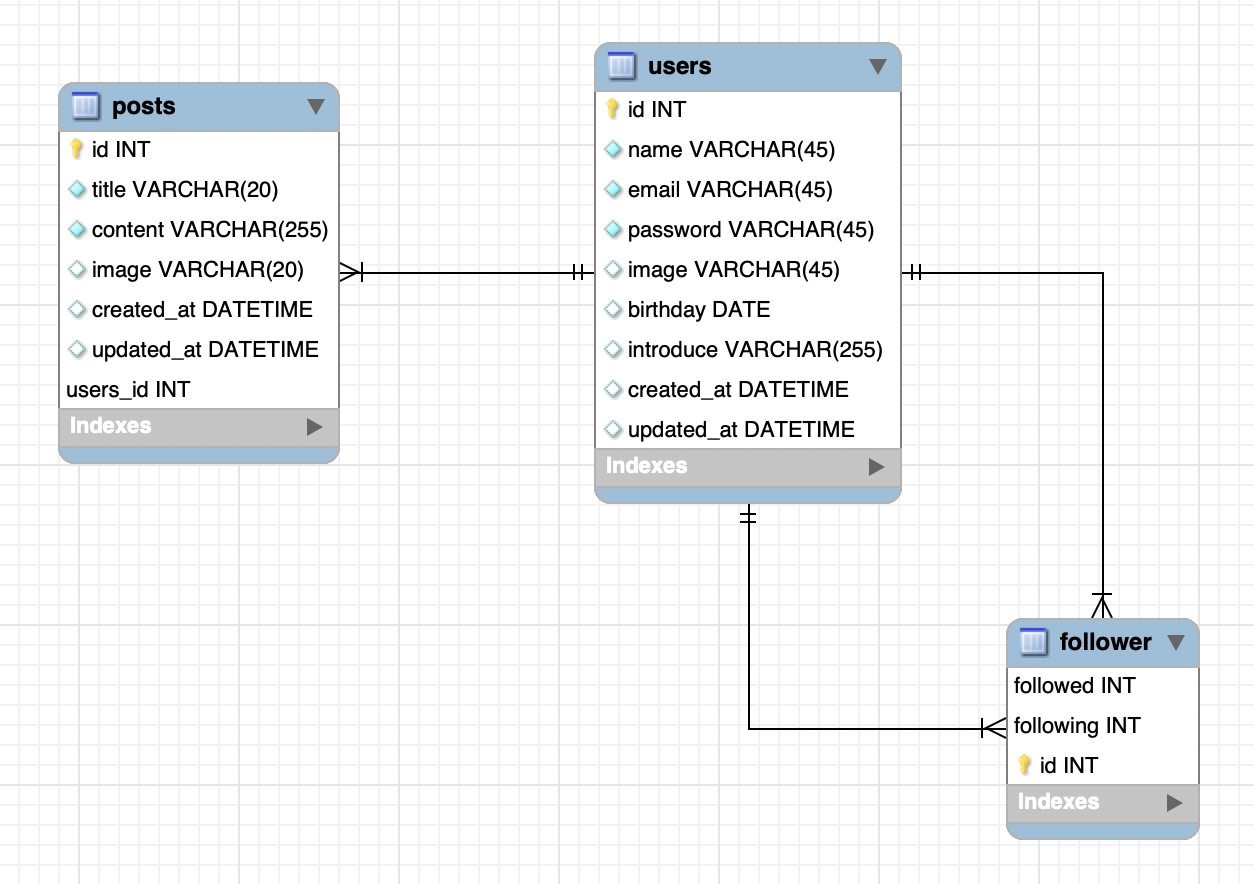 posts
id INT
title VARCHAR(20)
content VARCHAR(255)
image VARCHAR(20)
created_at DATETIME
updated_at DATETIME
users_id INT
Indexes
users
id INT
name VARCHAR(45)
email VARCHAR(45)
password VARCHAR(45)
image VARCHAR(45)
birthday DATE
introduce VARCHAR(255)
created_at DATETIME
updated_at DATETIME
Indexes
follower
followed INT
following INT
id INT
Indexes